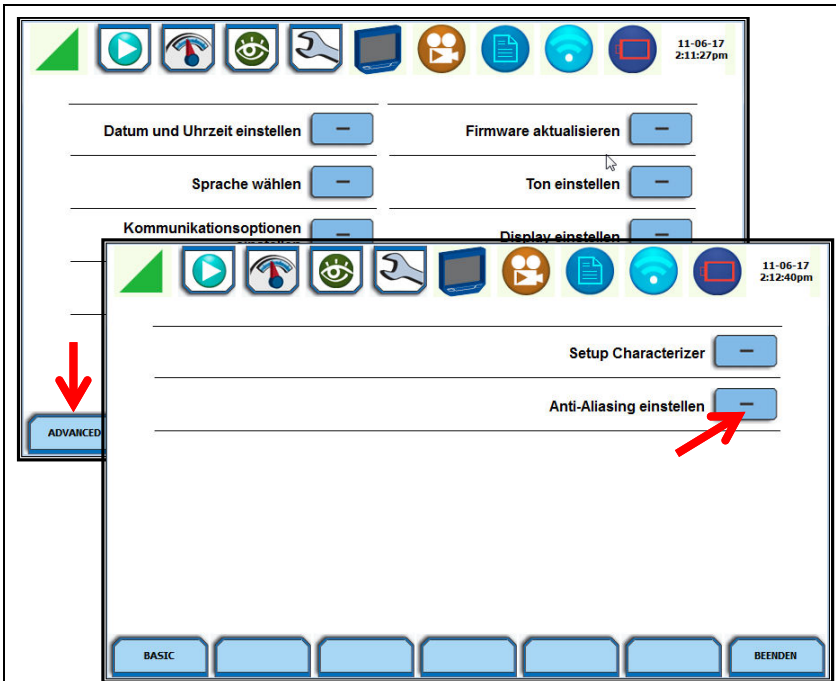 11-06-17
2:11:27pm
Datum und Uhrzeit einstellen
Firmware aktualisieren
Sprache wählen
Ton einstellen
Kommunikationsoptionen
einstellen
Display einstellen
ADVANCED
11-06-17
2:12:40pm
Setup Characterizer
Anti-Aliasing einstellen
BASIC
BEENDEN